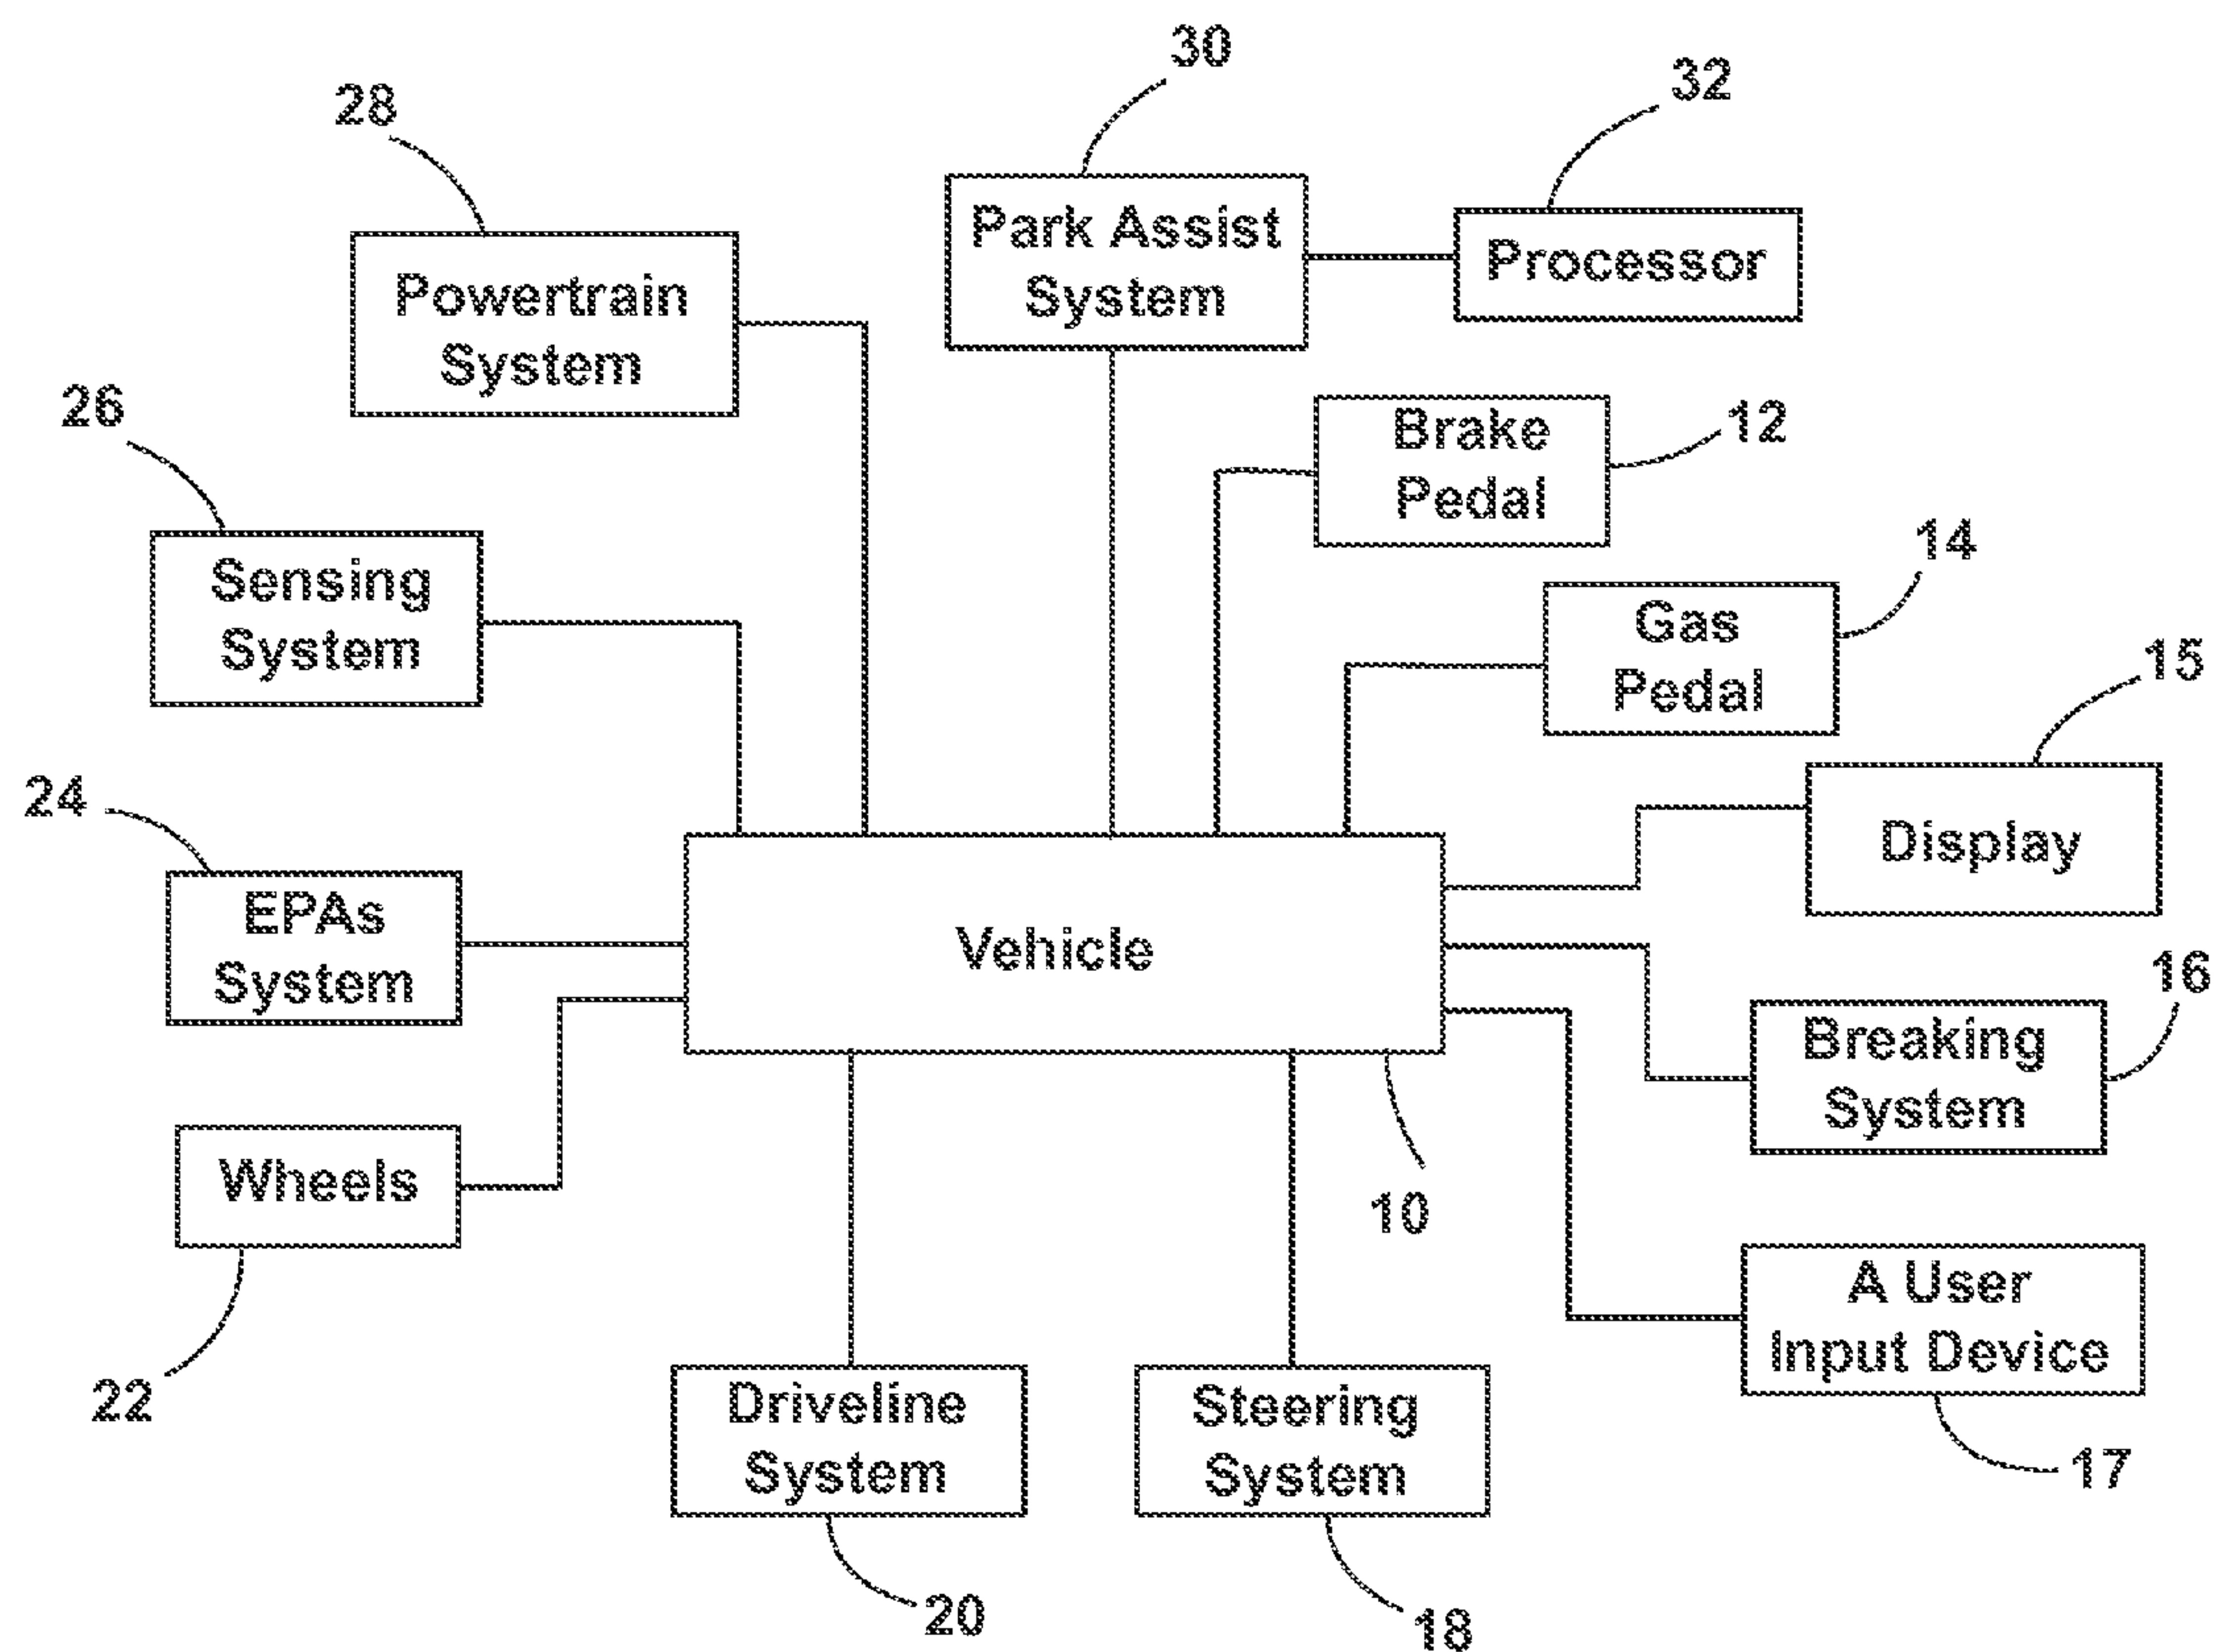 30
32
28
Park Assist
System
Processor
Powertrain
System
26
Brake
Pedal
12
14
Sensing
System
Gas
Pedal
15
24
Display
EPAs
System
Vehicle
16
Breaking
System
Wheels
10
A User
Input Device
22
Driveline
System
Steering
System
17
20
18